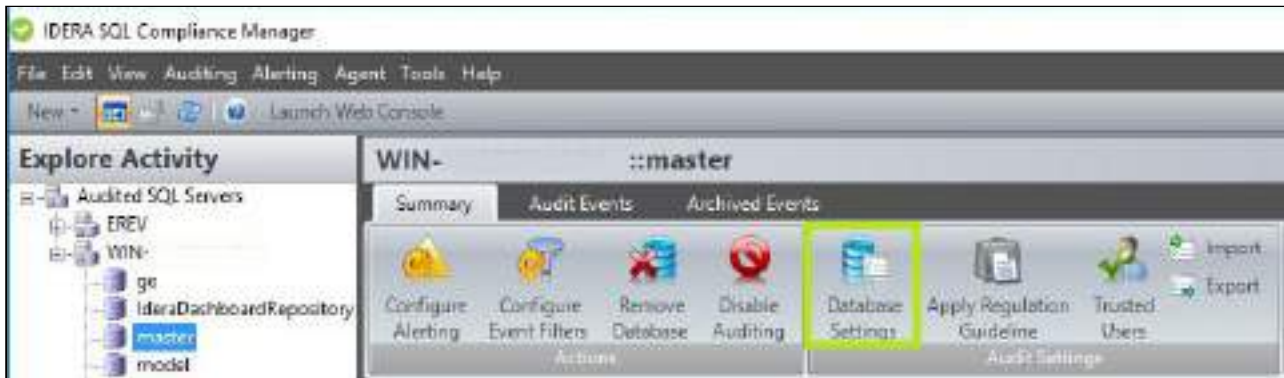 IDERA SQL Compliance Manager
File Edit View Auditing Alerting Agent Tools Help
New Launch Web Console
Explore Activity
WIN- ::master
Audited SQL Servers
EREV
WIN-
ge
IderaDashboardRepository
master
model
Summary Audit Events Archived Events
Configure Alerting
Configure Event Filters
Remove Database
Disable Auditing
Actions
Database Settings
Apply Regulation Guideline
Trusted Users
Import
Export
Audit Settings